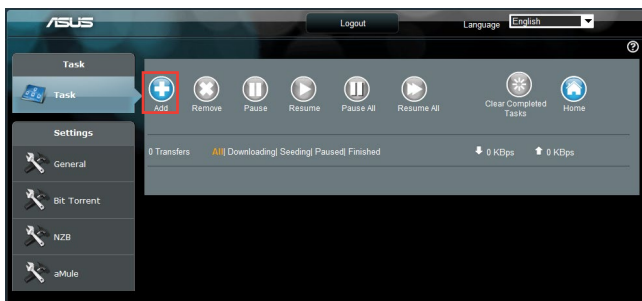 ASUS
Logout
Language English
Task
Task
Settings
General
Bit Torrent
NZB
aMule
Add
Remove
Pause
Resume
Pause All
Resume All
Clear Completed
Tasks
Home
0 Transfers All| Downloading| Seeding| Paused| Finished 0 KBps 0 KBps